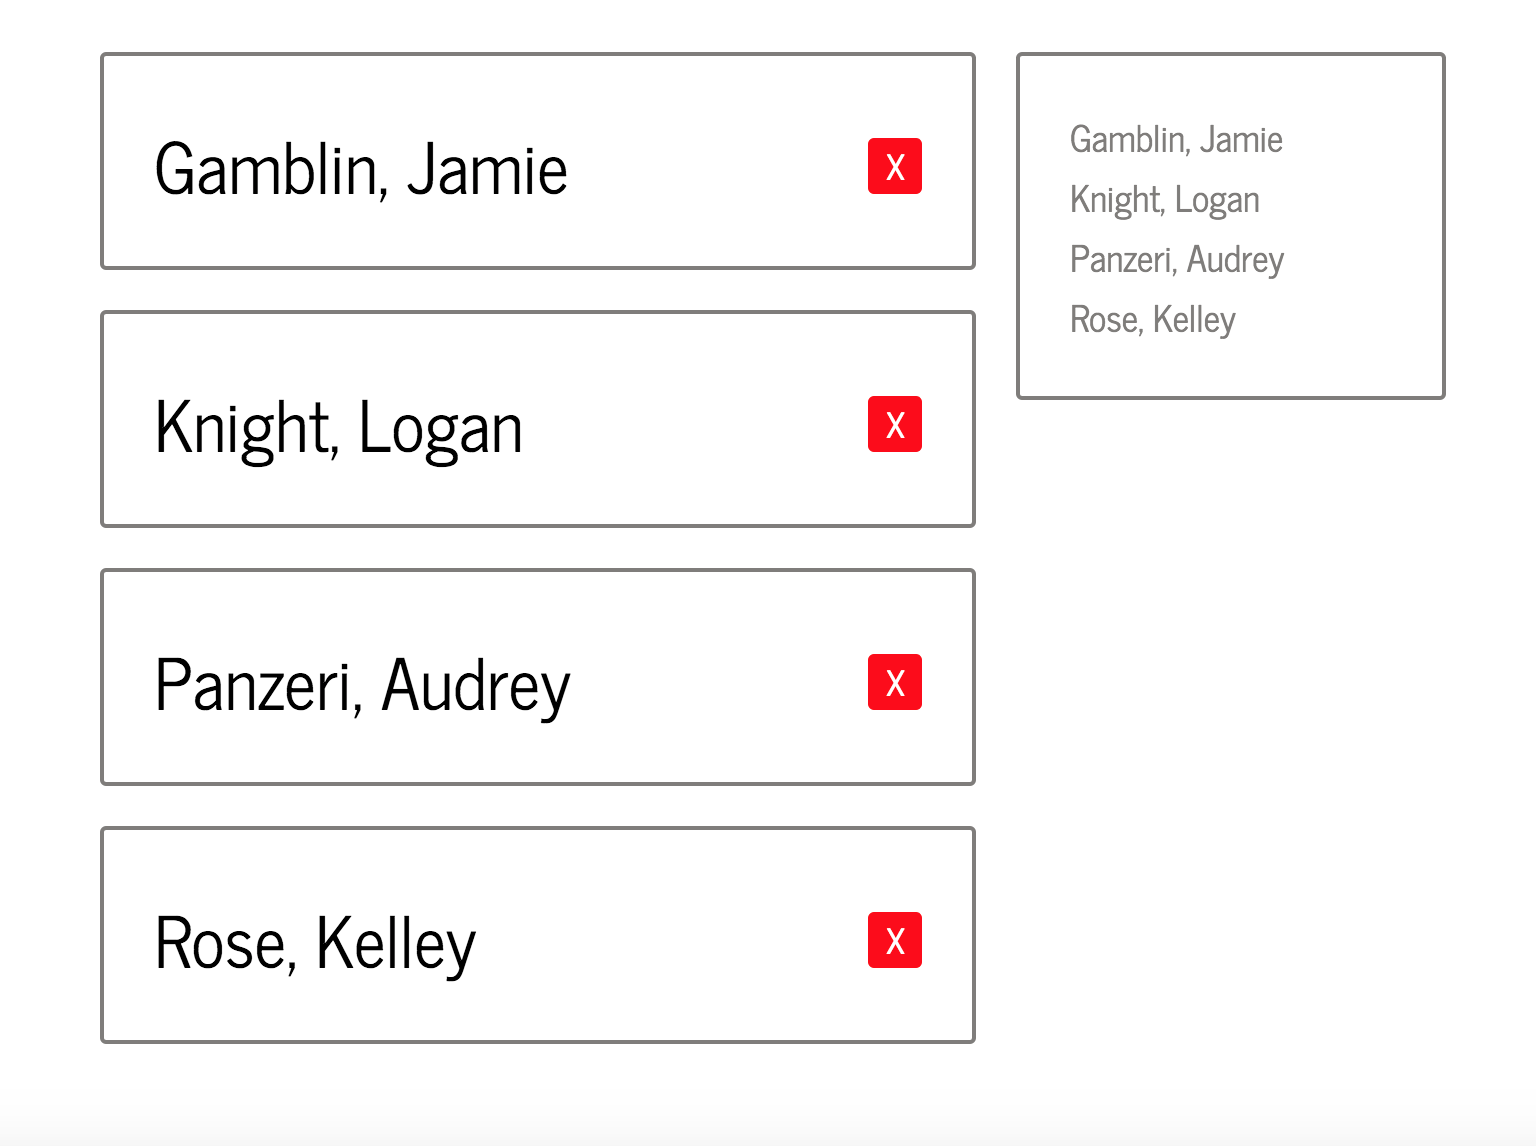 Gamblin, Jamie
X
Knight, Logan
X
Panzeri, Audrey
X
Rose, Kelley
X
Gamblin, Jamie
Knight, Logan
Panzeri, Audrey
Rose, Kelley